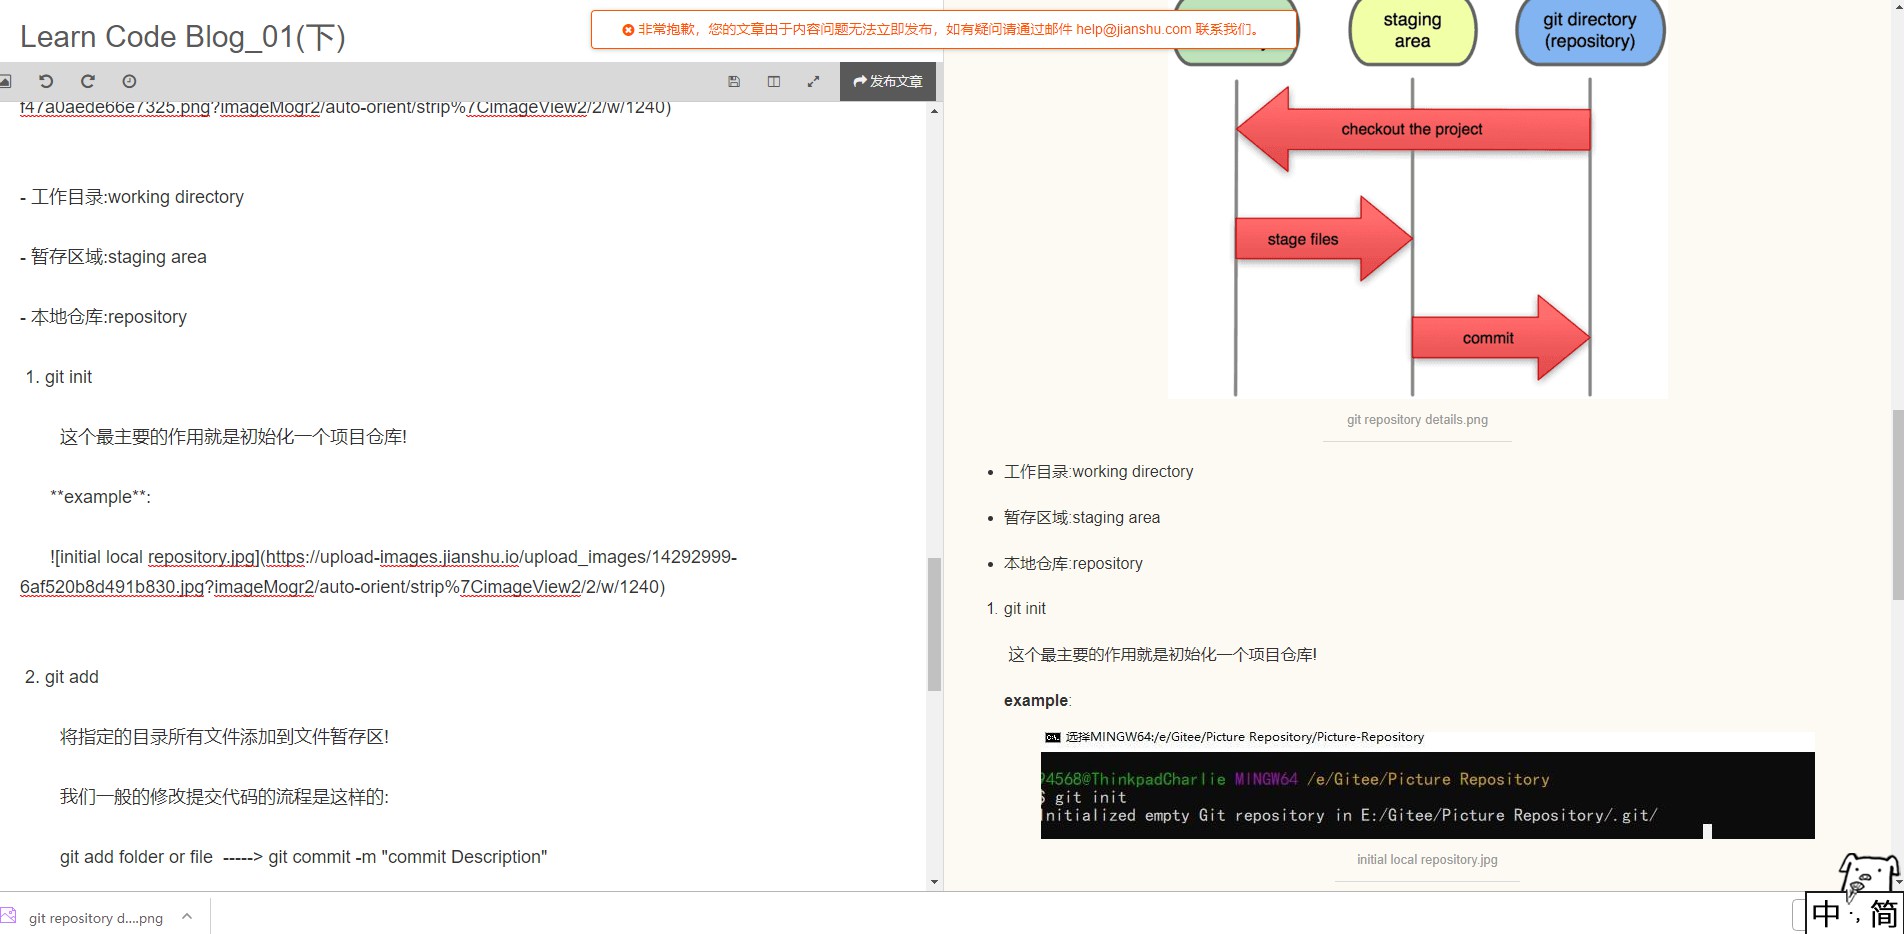 Learn Code Blog_01(下)
非常抱歉，您的文章由于内容问题无法立即发布，如有疑问请通过邮件 help@jianshu.com 联系我们。
发布文章
f47a0aede66e7325.png?imageMogr2/auto-orient/strip%7CimageView2/2/w/1240)
- 工作目录:working directory
- 暂存区域:staging area
- 本地仓库:repository
1. git init
这个最主要的作用就是初始化一个项目仓库!
**example**:
![initial local repository.jpg](https://upload-images.jianshu.io/upload_images/14292999-
6af520b8d491b830.jpg?imageMogr2/auto-orient/strip%7CimageView2/2/w/1240)
2. git add
将指定的目录所有文件添加到文件暂存区!
我们一般的修改提交代码的流程是这样的:
git add folder or file -----> git commit -m "commit Description"
staging
area
git directory
(repository)
checkout the project
stage files
commit
git repository details.png
• 工作目录:working directory
• 暂存区域:staging area
• 本地仓库:repository
1. git init
这个最主要的作用就是初始化一个项目仓库!
example:
选择MINGW64:/e/Gitee/Picture Repository/Picture-Repository
94568@ThinkpadCharlie MINGW64 /e/Gitee/Picture Repository
$ git init
Initialized empty Git repository in E:/Gitee/Picture Repository/.git/
initial local repository.jpg
git repository d....png
中 ·, 简